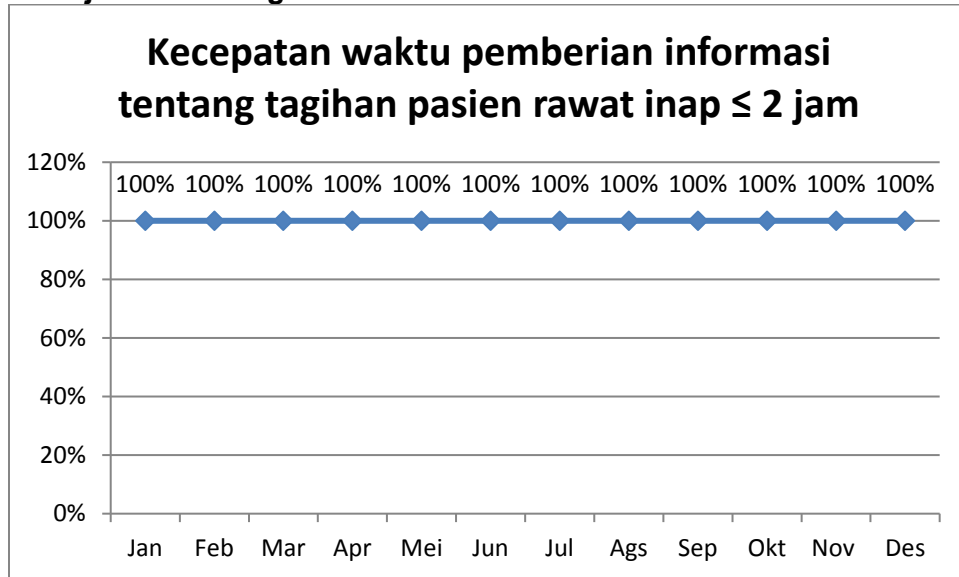 Kecepatan waktu pemberian informasi
tentang tagihan pasien rawat inap ≤ 2 jam
120%
100% 100% 100% 100% 100% 100% 100% 100% 100% 100% 100% 100%
100%
80%
60%
40%
20%
0%
Jan Feb Mar Apr Mei Jun Jul Ags Sep Okt Nov Des